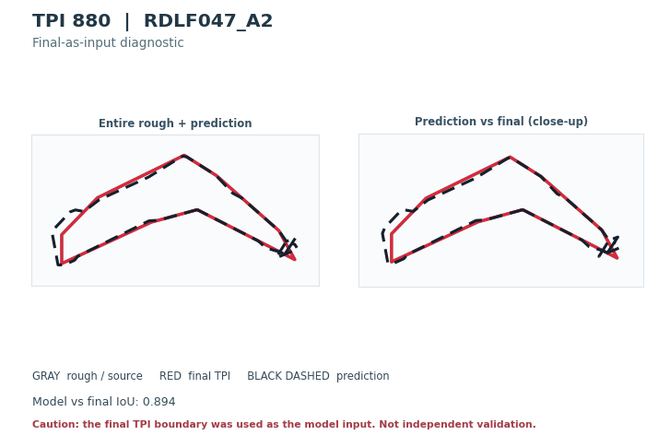 TPI 880 | RDLF047_A2
Final-as-input diagnostic
Entire rough + prediction
Prediction vs final (close-up)
GRAY rough / source RED final TPI BLACK DASHED prediction
Model vs final IoU: 0.894
Caution: the final TPI boundary was used as the model input. Not independent validation.